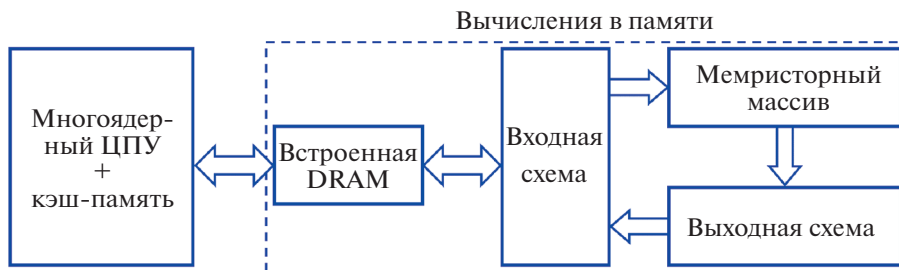 Вычисления в памяти
Многоядер-
ный ЦПУ
+
кэш-память
Встроенная
DRAM
Входная
схема
Мемристорный
массив
Выходная схема